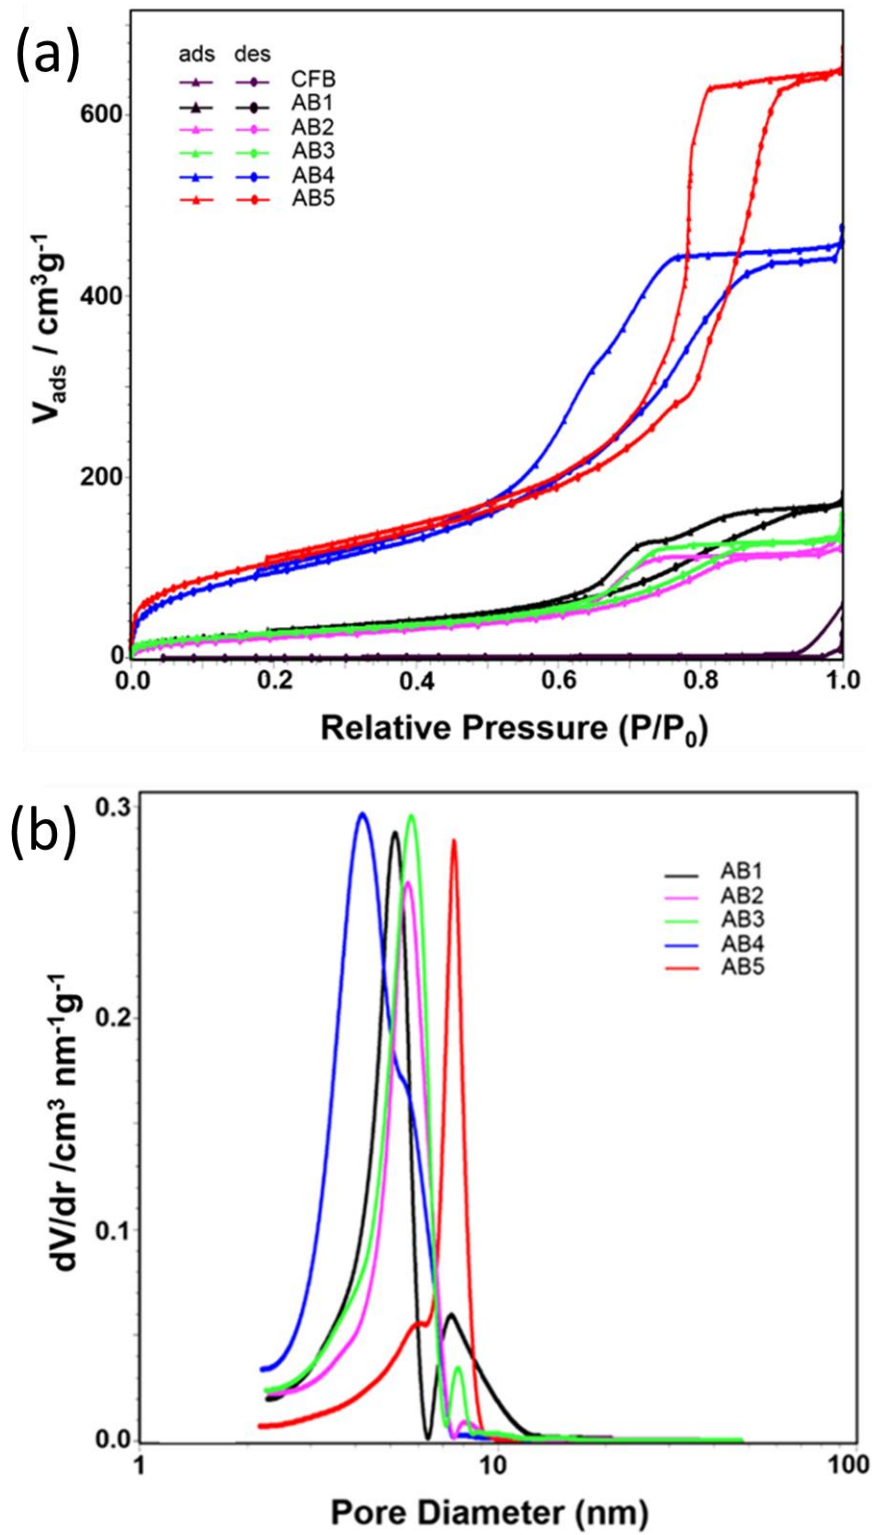 (a)
ads des
CFB
AB1
AB2
AB3
AB4
AB5
600
400
200
0
0.0 0.2 0.4 0.6 0.8 1.0
V_ads / cm³g⁻¹
Relative Pressure (P/P₀)
(b)
0.3
0.2
0.1
0.0
AB1
AB2
AB3
AB4
AB5
1 10 100
dV/dr /cm³ nm⁻¹g⁻¹
Pore Diameter (nm)